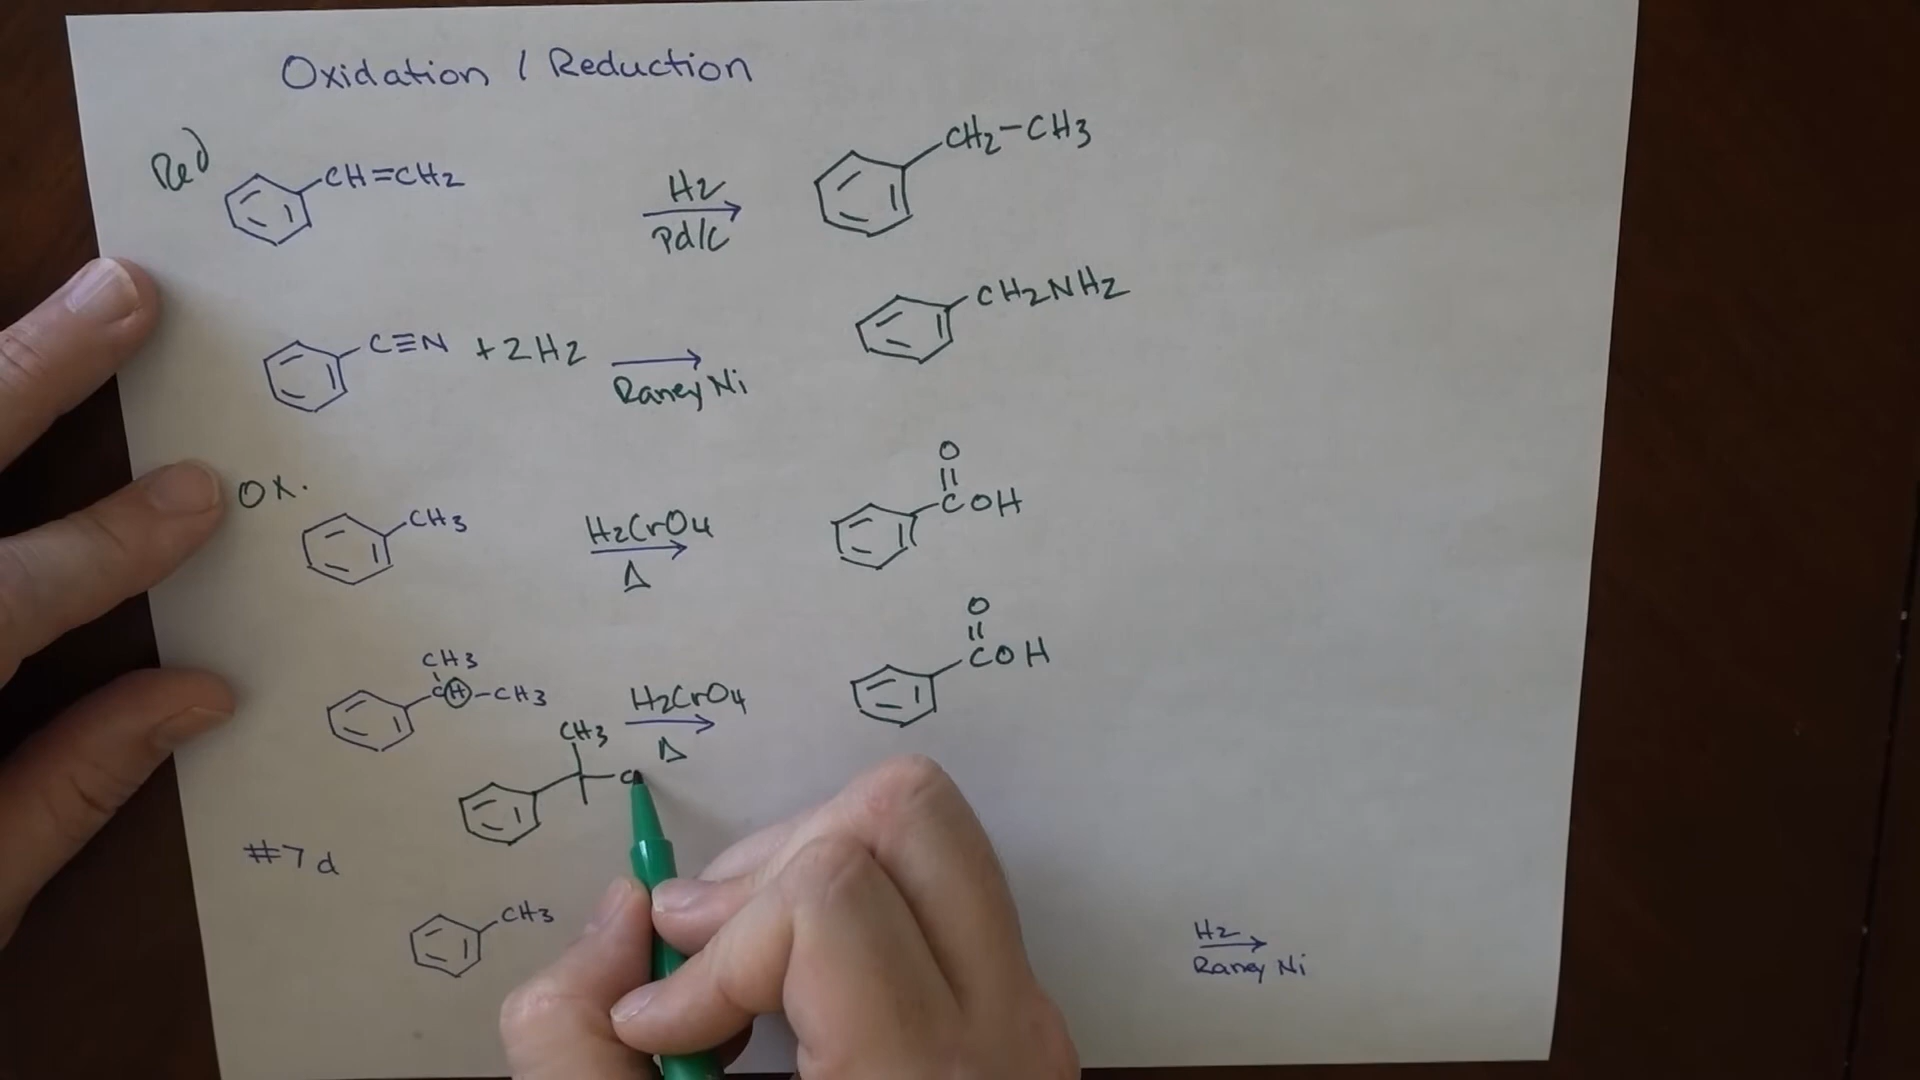 Oxidation / Reduction
Red
CH=CH2
H2
Pd/C
CH2-CH3
C≡N + 2H2
Raney Ni
CH2NH2
Ox.
CH3
H2CrO4
Δ
O
COH
CH3
CH-CH3
H2CrO4
Δ
O
COH
CH3
C
#7d
CH3
H2
Raney Ni